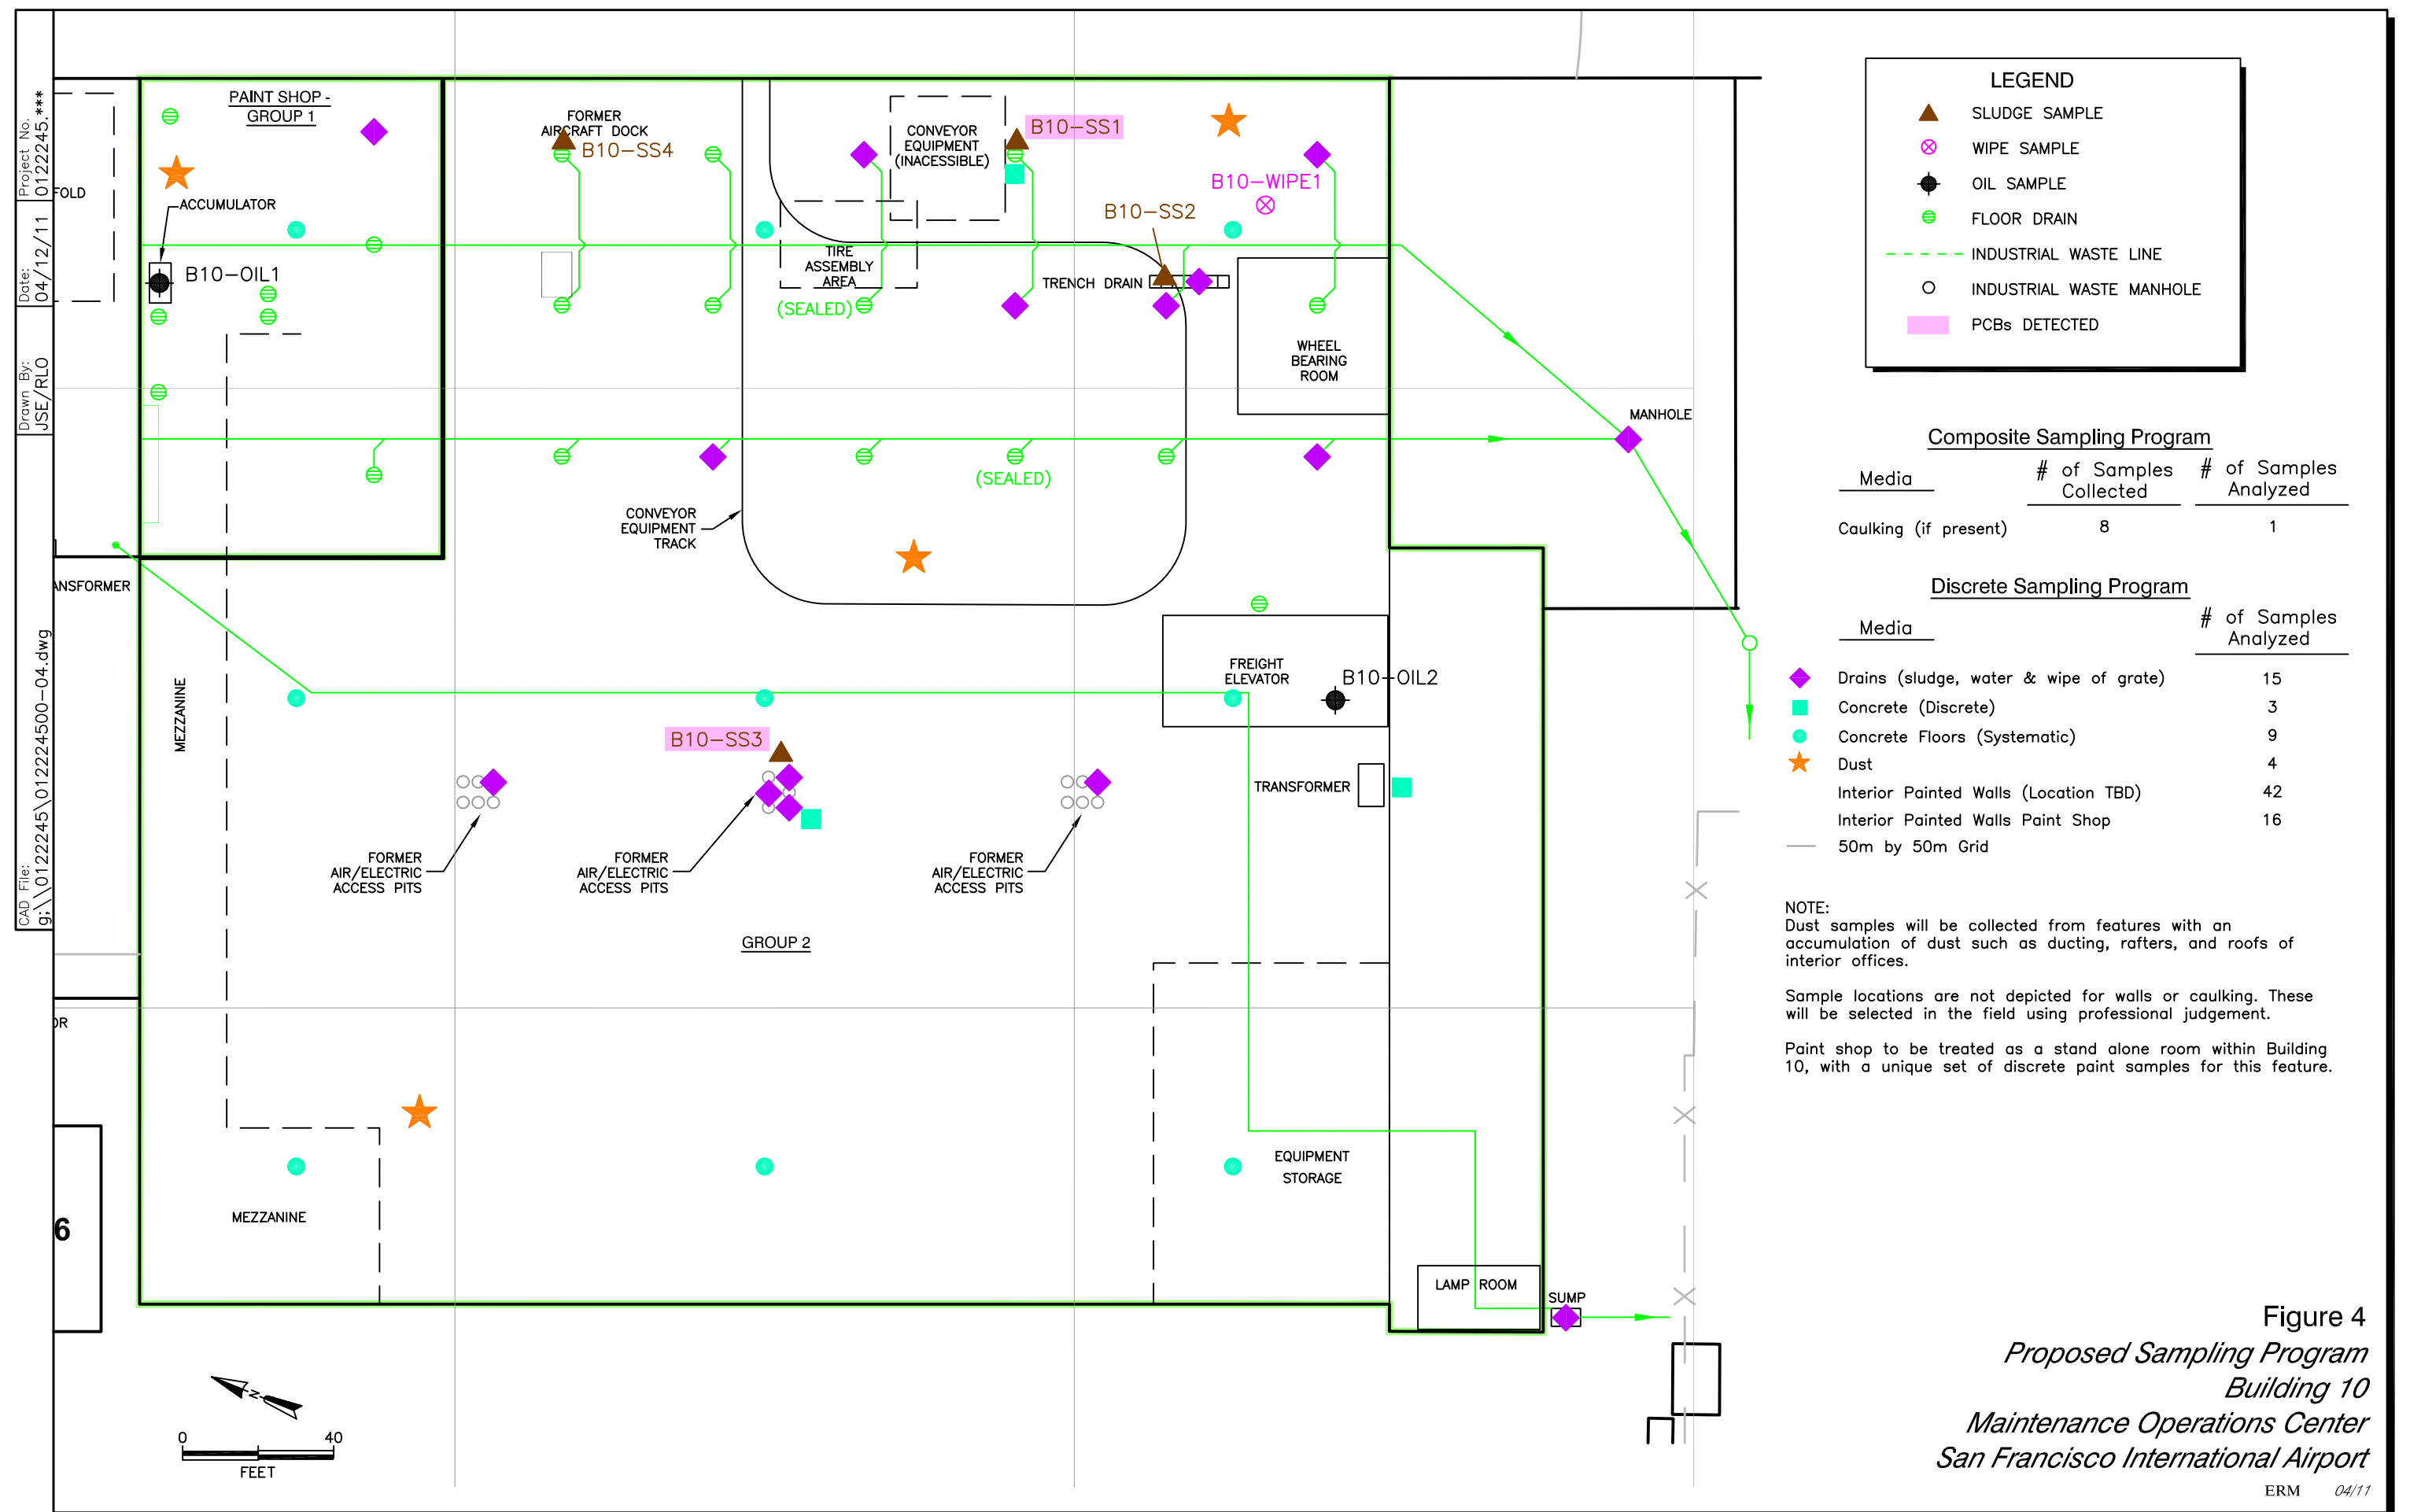 Project No.
01222245.***
Date:
04/12/11
Drawn By:
JSE/RLO
CAD File:
g:\\01222245\0122224500-04.dwg
PAINT SHOP -
GROUP 1
FOLD
ACCUMULATOR
B10-OIL1
FORMER
AIRCRAFT DOCK
B10-SS4
CONVEYOR
EQUIPMENT
(INACESSIBLE)
B10-SS1
B10-WIPE1
B10-SS2
TIRE
ASSEMBLY
AREA
(SEALED)
TRENCH DRAIN
WHEEL
BEARING
ROOM
MANHOLE
(SEALED)
CONVEYOR
EQUIPMENT
TRACK
ANSFORMER
MEZZANINE
FREIGHT
ELEVATOR
B10-OIL2
B10-SS3
TRANSFORMER
FORMER
AIR/ELECTRIC
ACCESS PITS
FORMER
AIR/ELECTRIC
ACCESS PITS
FORMER
AIR/ELECTRIC
ACCESS PITS
GROUP 2
OR
6
MEZZANINE
EQUIPMENT
STORAGE
LAMP ROOM
SUMP
N
0 40
FEET
LEGEND
SLUDGE SAMPLE
WIPE SAMPLE
OIL SAMPLE
FLOOR DRAIN
INDUSTRIAL WASTE LINE
INDUSTRIAL WASTE MANHOLE
PCBs DETECTED
Composite Sampling Program
Media # of Samples Collected # of Samples Analyzed
Caulking (if present) 8 1
Discrete Sampling Program
Media # of Samples Analyzed
Drains (sludge, water & wipe of grate) 15
Concrete (Discrete) 3
Concrete Floors (Systematic) 9
Dust 4
Interior Painted Walls (Location TBD) 42
Interior Painted Walls Paint Shop 16
50m by 50m Grid
NOTE:
Dust samples will be collected from features with an
accumulation of dust such as ducting, rafters, and roofs of
interior offices.
Sample locations are not depicted for walls or caulking. These
will be selected in the field using professional judgement.
Paint shop to be treated as a stand alone room within Building
10, with a unique set of discrete paint samples for this feature.
Figure 4
Proposed Sampling Program
Building 10
Maintenance Operations Center
San Francisco International Airport
ERM 04/11